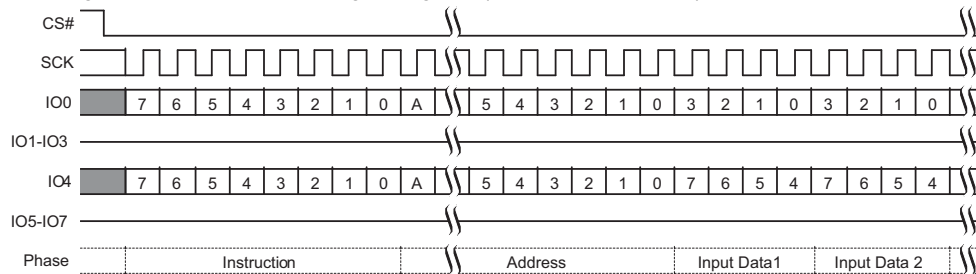 CS#
SCK
IO0 7 6 5 4 3 2 1 0 A 5 4 3 2 1 0 3 2 1 0 3 2 1 0
IO1-IO3
IO4 7 6 5 4 3 2 1 0 A 5 4 3 2 1 0 7 6 5 4 7 6 5 4
IO5-IO7
Phase Instruction Address Input Data1 Input Data 2